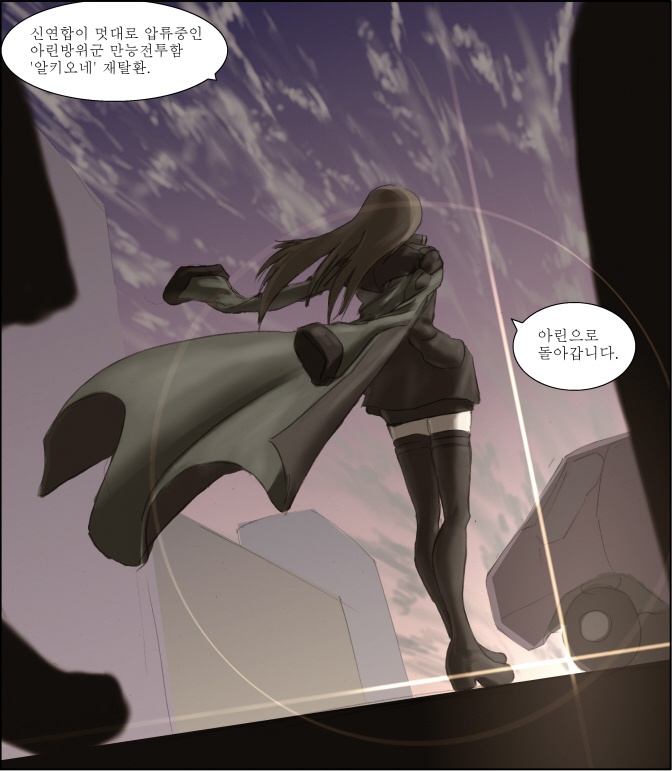 신연합이 멋대로 압류중인
아린방위군 만능전투함
'알키오네' 재탈환.
아린으로
돌아갑니다.